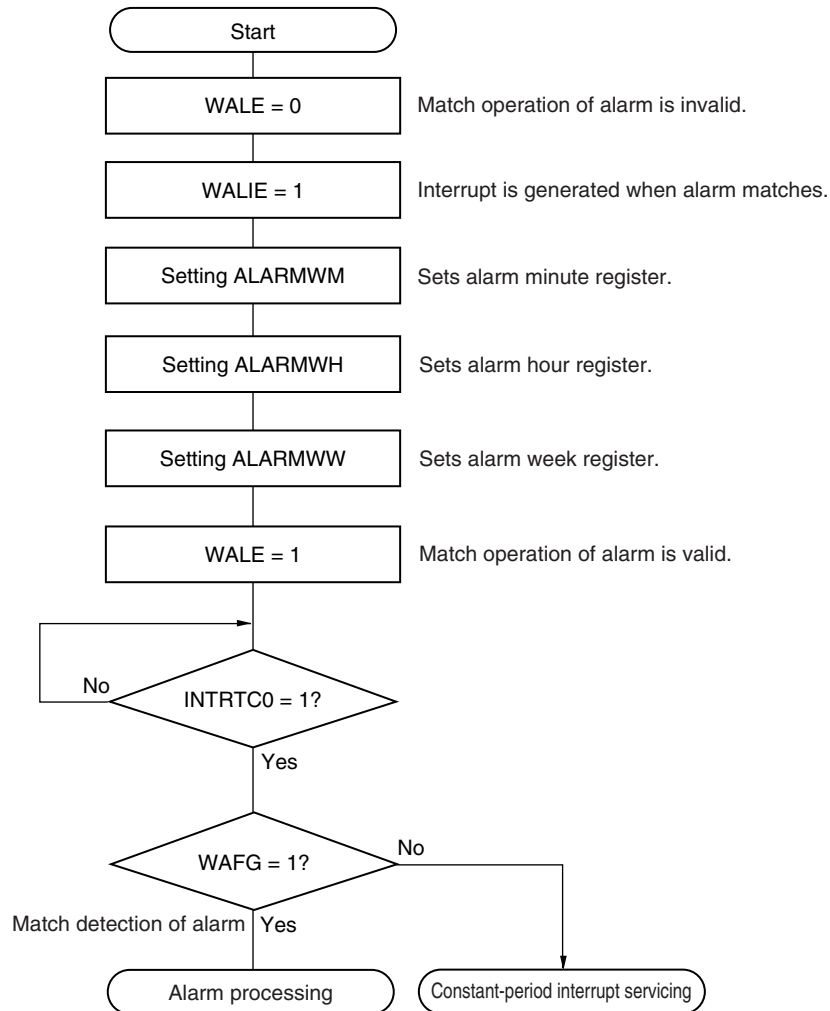 Start
WALE = 0
Match operation of alarm is invalid.
WALIE = 1
Interrupt is generated when alarm matches.
Setting ALARMWM
Sets alarm minute register.
Setting ALARMWH
Sets alarm hour register.
Setting ALARMWW
Sets alarm week register.
WALE = 1
Match operation of alarm is valid.
No
INTRTC0 = 1?
Yes
No
WAFG = 1?
Match detection of alarm
Yes
Alarm processing
Constant-period interrupt servicing